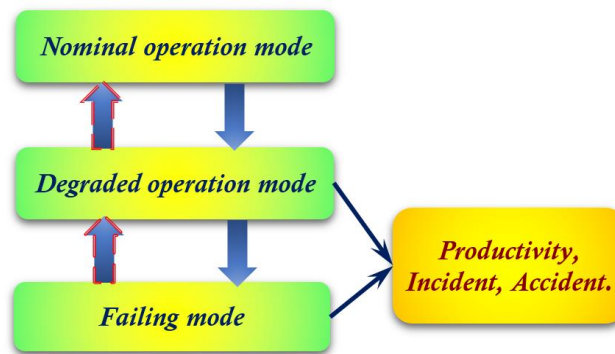 Nominal operation mode
Degraded operation mode
Failing mode
Productivity,
Incident, Accident.